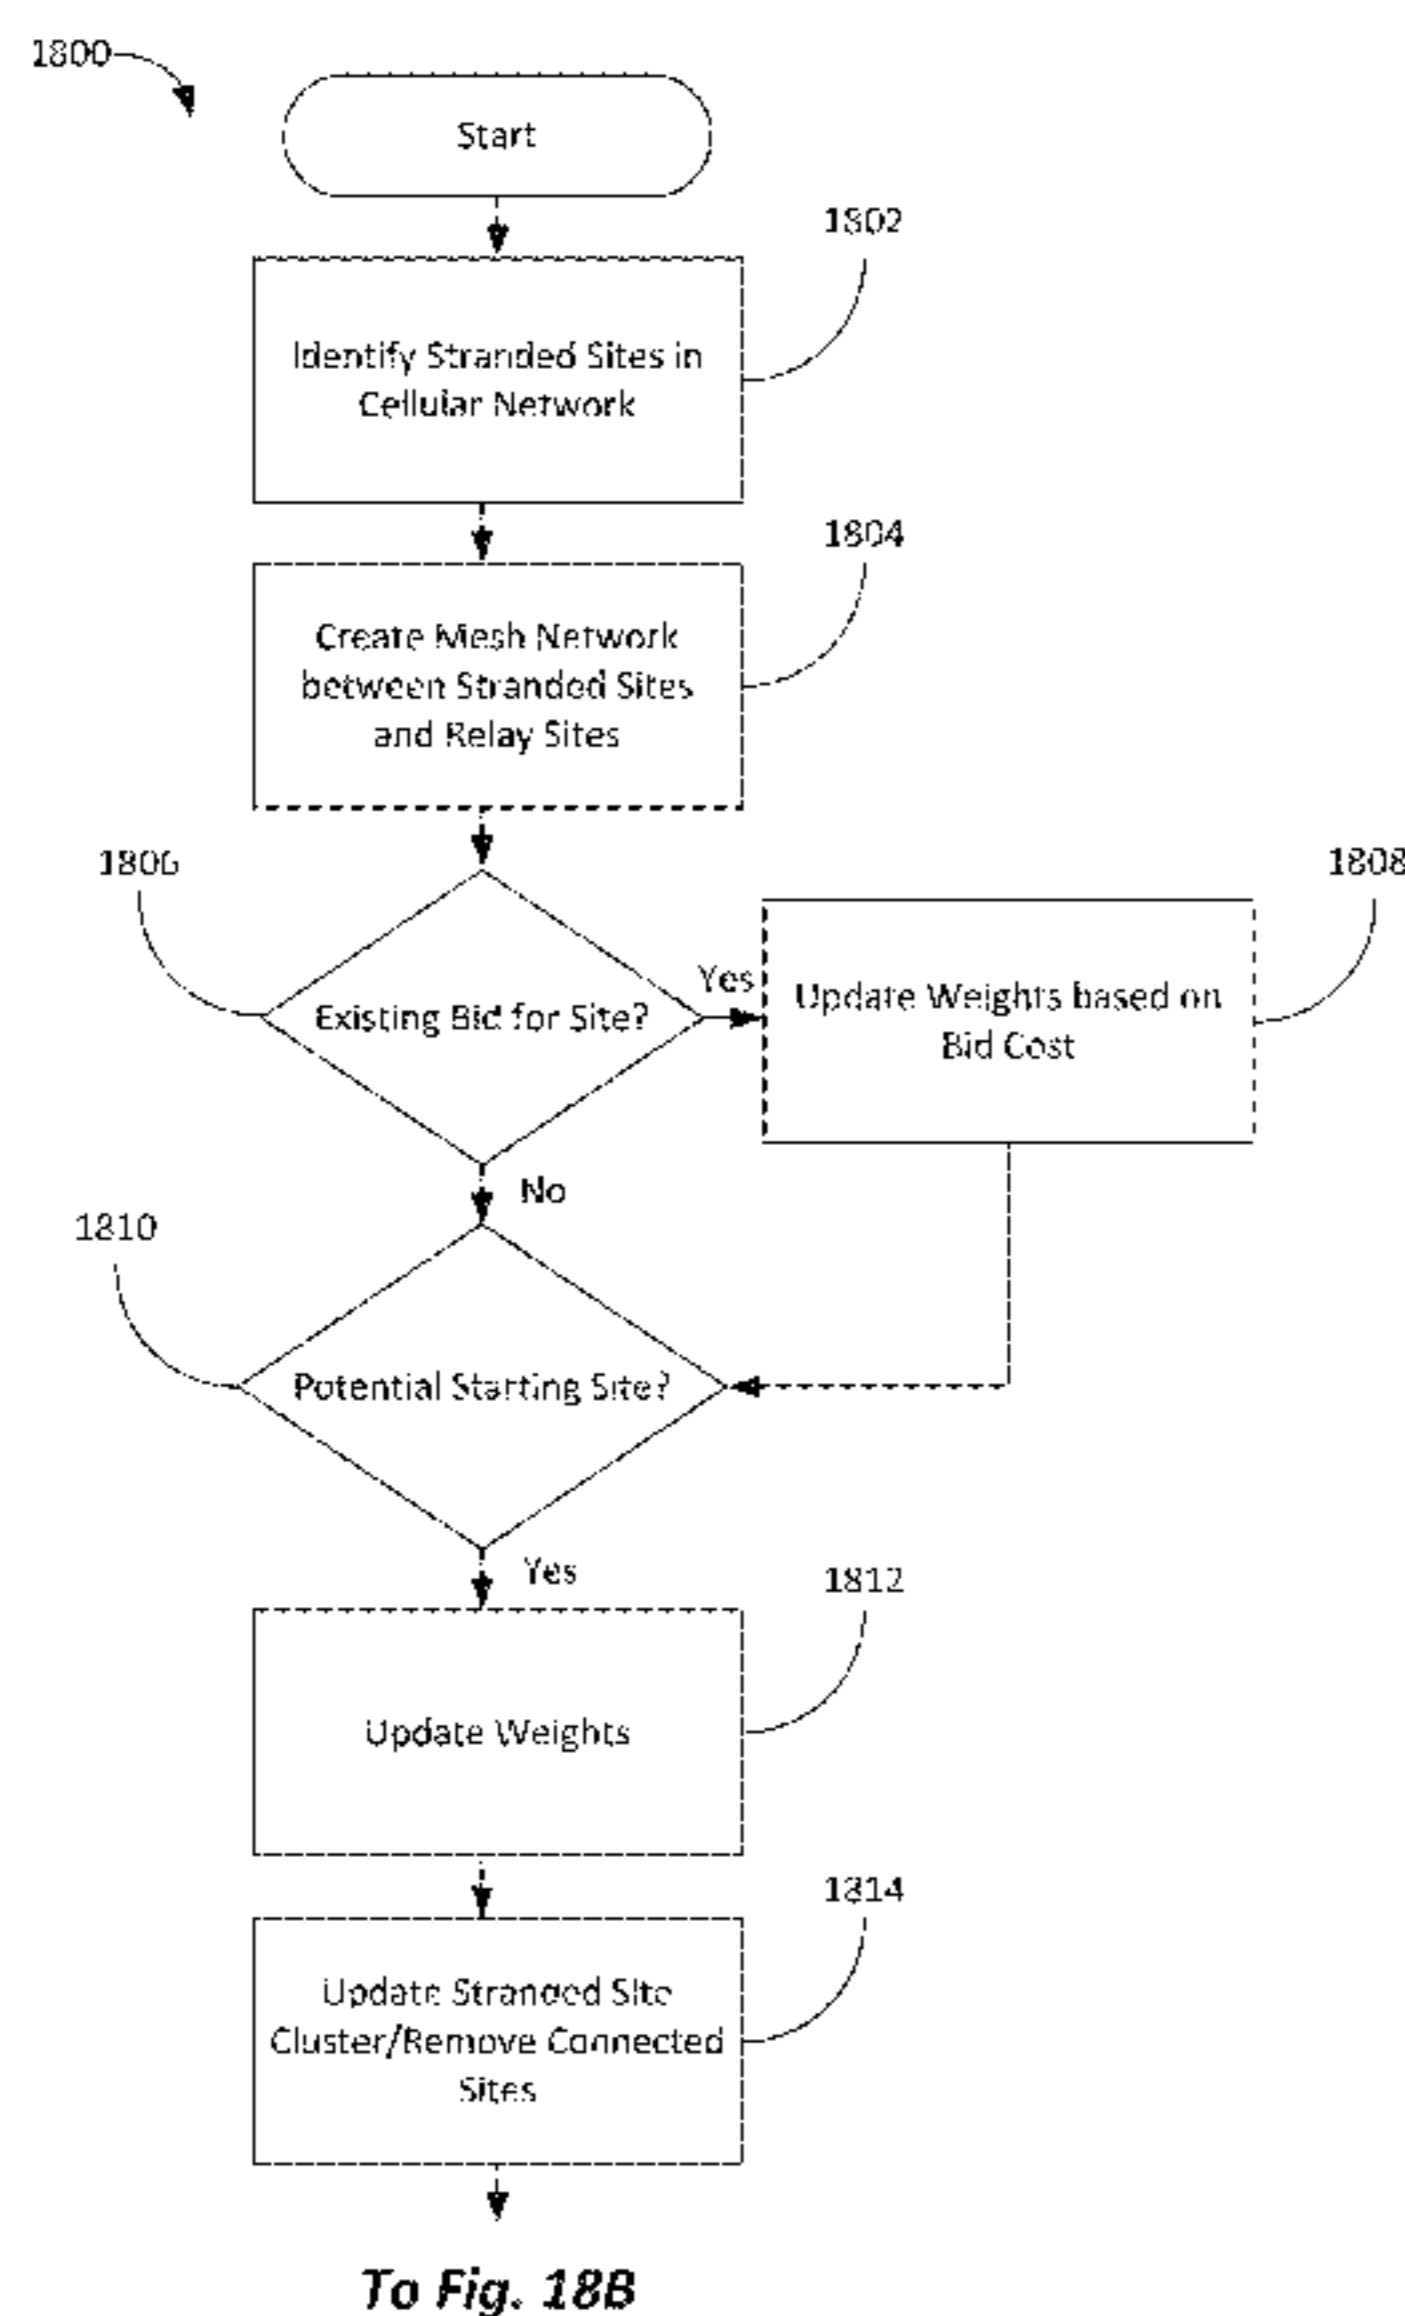 1800
Start
1802
Identify Stranded Sites in
Cellular Network
1804
Create Mesh Network
between Stranded Sites
and Relay Sites
1806
1808
Existing Bid for Site?
Yes
Update Weights based on
Bid Cost
No
1810
Potential Starting Site?
Yes
1812
Update Weights
1814
Update Stranded Site
Cluster/Remove Connected
Sites
To Fig. 18B